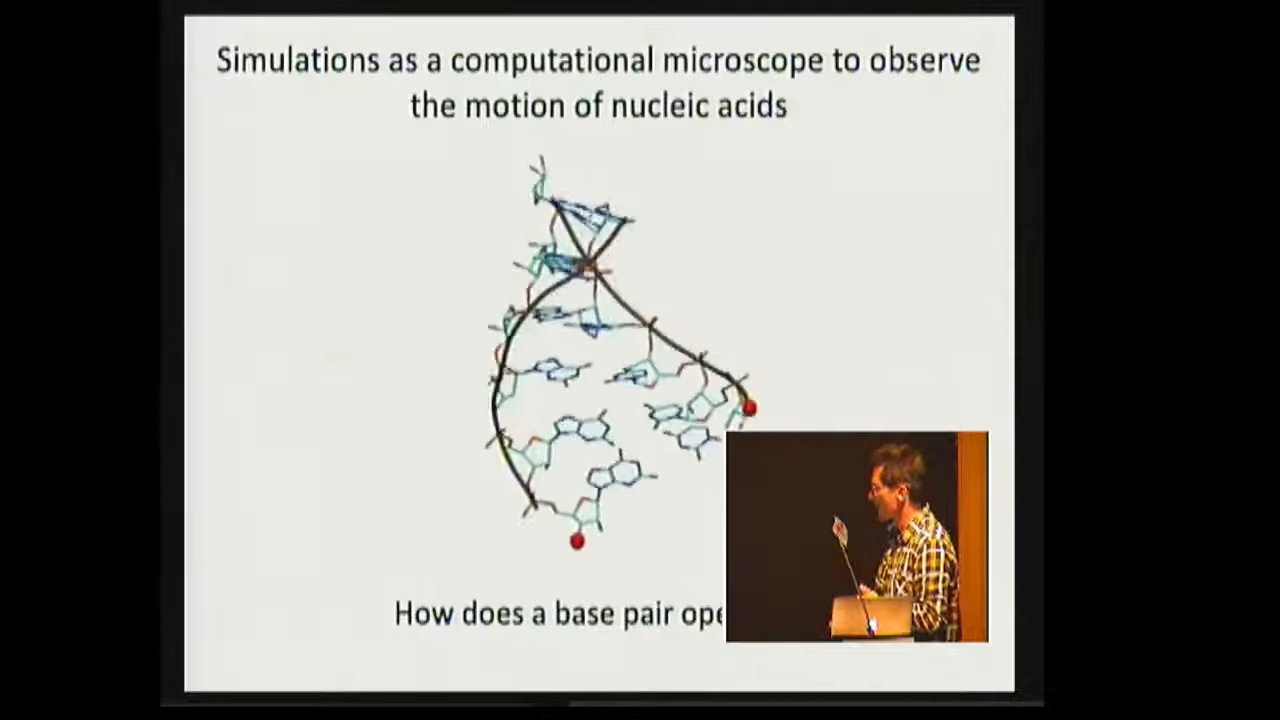 Simulations as a computational microscope to observe
the motion of nucleic acids
How does a base pair ope